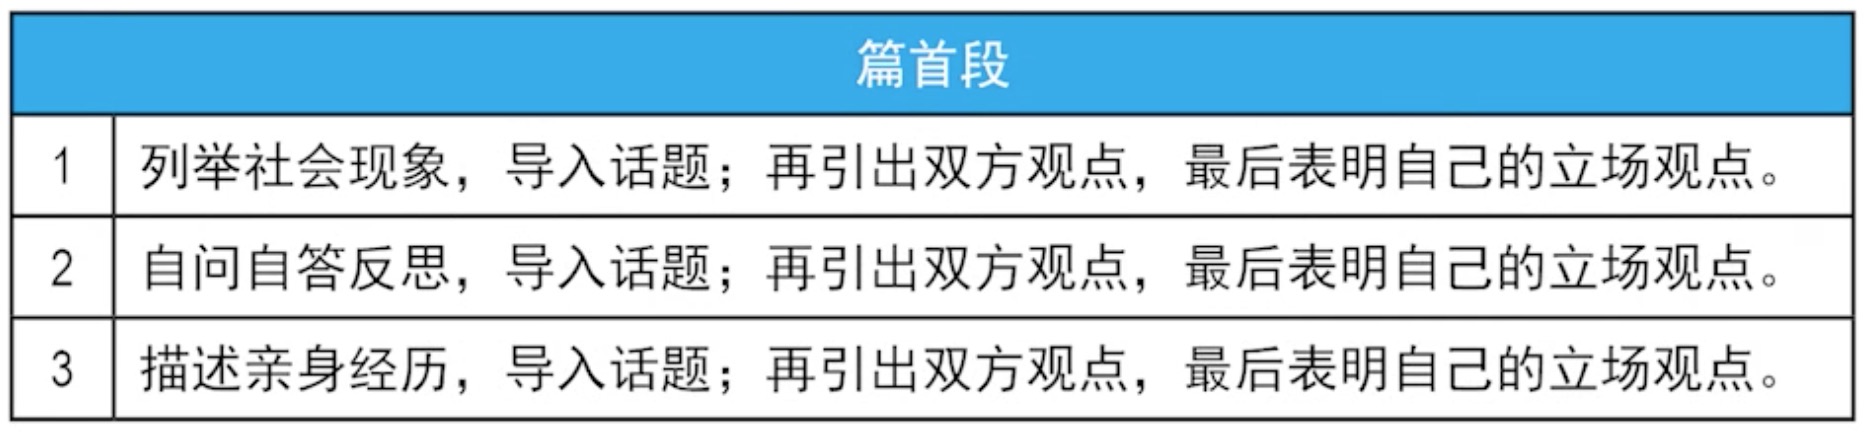 篇首段
1 列举社会现象，导入话题；再引出双方观点，最后表明自己的立场观点。
2 自问自答反思，导入话题；再引出双方观点，最后表明自己的立场观点。
3 描述亲身经历，导入话题；再引出双方观点，最后表明自己的立场观点。